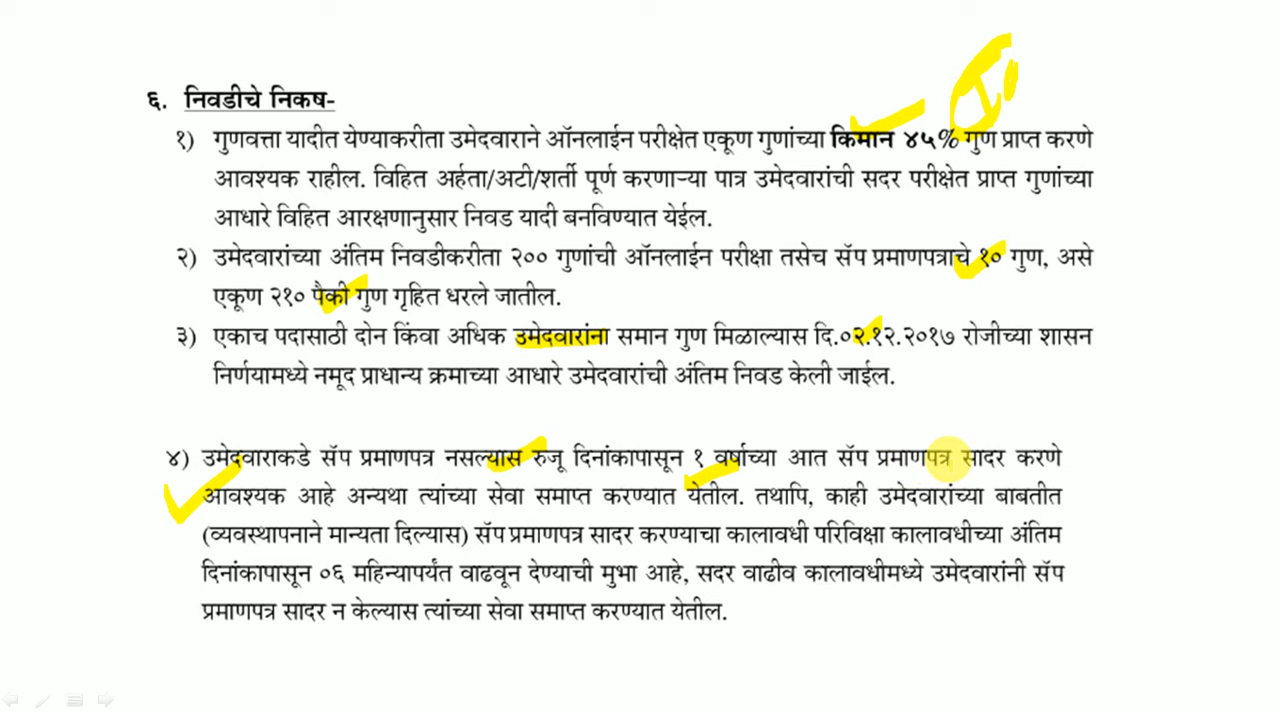 ६. निवडीचे निकष-
१) गुणवत्ता यादीत येण्याकरीता उमेदवाराने ऑनलाईन परीक्षेत एकूण गुणांच्या किमान ४५% गुण प्राप्त करणे
आवश्यक राहील. विहित अर्हता/अटी/शर्ती पूर्ण करणाऱ्या पात्र उमेदवारांची सदर परीक्षेत प्राप्त गुणांच्या
आधारे विहित आरक्षणानुसार निवड यादी बनविण्यात येईल.
२) उमेदवारांच्या अंतिम निवडीकरीता २०० गुणांची ऑनलाईन परीक्षा तसेच सॅप प्रमाणपत्राचे १० गुण, असे
एकूण २१० पैकी गुण गृहित धरले जातील.
३) एकाच पदासाठी दोन किंवा अधिक उमेदवारांना समान गुण मिळाल्यास दि.०२.१२.२०१७ रोजीच्या शासन
निर्णयामध्ये नमूद प्राधान्य क्रमाच्या आधारे उमेदवारांची अंतिम निवड केली जाईल.
४) उमेदवाराकडे सॅप प्रमाणपत्र नसल्यास रुजू दिनांकापासून १ वर्षाच्या आत सॅप प्रमाणपत्र सादर करणे
आवश्यक आहे अन्यथा त्यांच्या सेवा समाप्त करण्यात येतील. तथापि, काही उमेदवारांच्या बाबतीत
(व्यवस्थापनाने मान्यता दिल्यास) सॅप प्रमाणपत्र सादर करण्याचा कालावधी परिविक्षा कालावधीच्या अंतिम
दिनांकापासून ०६ महिन्यापर्यंत वाढवून देण्याची मुभा आहे, सदर वाढीव कालावधीमध्ये उमेदवारांनी सॅप
प्रमाणपत्र सादर न केल्यास त्यांच्या सेवा समाप्त करण्यात येतील.